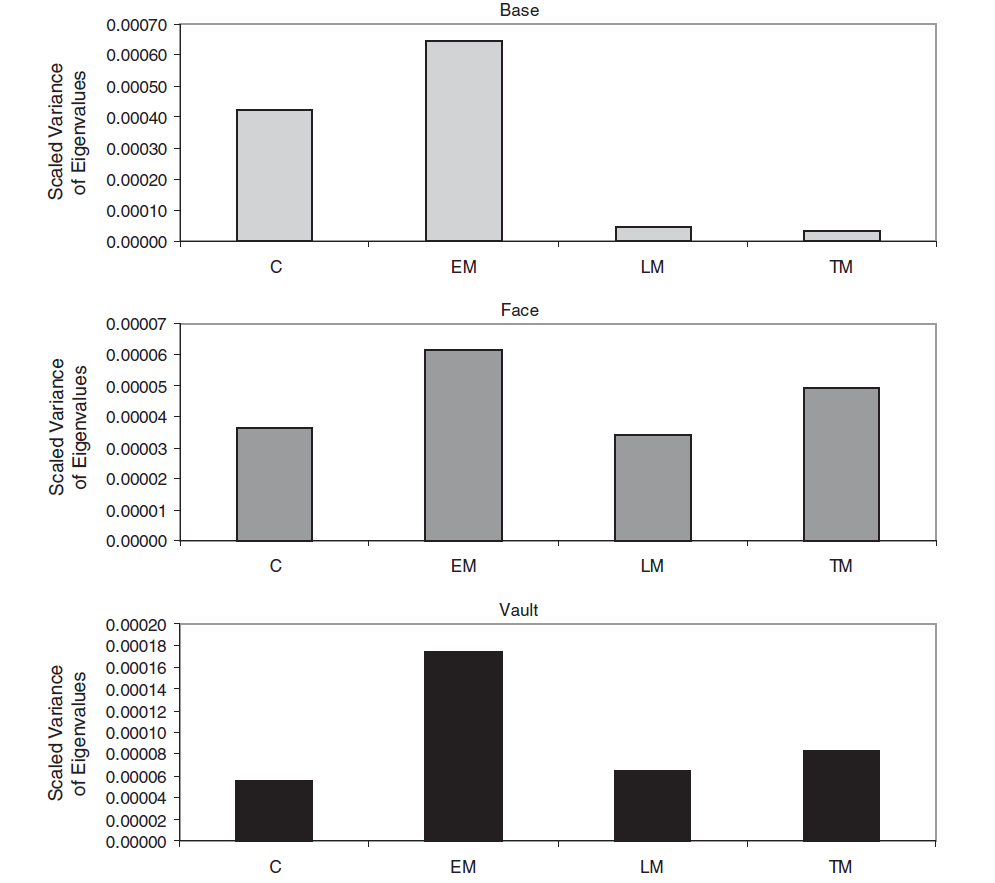 Base
Scaled Variance
of Eigenvalues
0.00070
0.00060
0.00050
0.00040
0.00030
0.00020
0.00010
0.00000
C EM LM TM
Face
Scaled Variance
of Eigenvalues
0.00007
0.00006
0.00005
0.00004
0.00003
0.00002
0.00001
0.00000
C EM LM TM
Vault
Scaled Variance
of Eigenvalues
0.00020
0.00018
0.00016
0.00014
0.00012
0.00010
0.00008
0.00006
0.00004
0.00002
0.00000
C EM LM TM